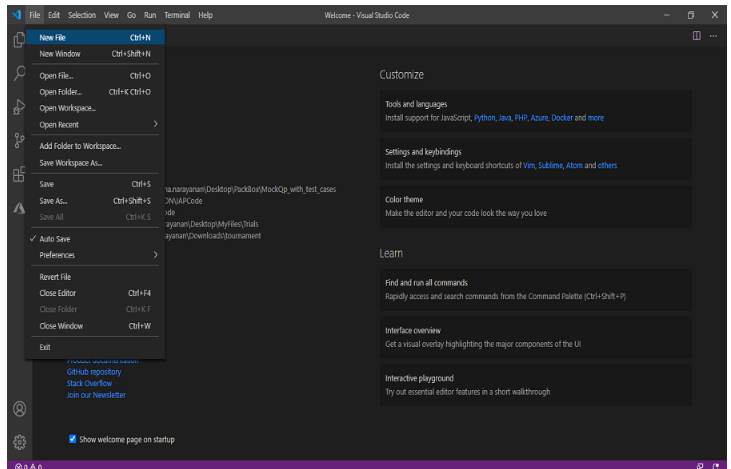 File Edit Selection View Go Run Terminal Help
Welcome - Visual Studio Code
New File Ctrl+N
New Window Ctrl+Shift+N
Open File... Ctrl+O
Open Folder... Ctrl+K Ctrl+O
Open Workspace...
Open Recent
Add Folder to Workspace...
Save Workspace As...
Save Ctrl+S
Save As... Ctrl+Shift+S
Save All Ctrl+K S
Auto Save
Preferences
Revert File
Close Editor Ctrl+F4
Close Folder Ctrl+K F
Close Window Ctrl+W
Exit
na.narayanan\Desktop\PackBox\MockQp_with_test_cases
ON\IAPCode
ode
rayanan\Desktop\MyFiles\Trials
ayanan\Downloads\tournament
Product documentation
GitHub repository
Stack Overflow
Join our Newsletter
Show welcome page on startup
Customize
Tools and languages
Install support for JavaScript, Python, Java, PHP, Azure, Docker and more
Settings and keybindings
Install the settings and keyboard shortcuts of Vim, Sublime, Atom and others
Color theme
Make the editor and your code look the way you love
Learn
Find and run all commands
Rapidly access and search commands from the Command Palette (Ctrl+Shift+P)
Interface overview
Get a visual overlay highlighting the major components of the UI
Interactive playground
Try out essential editor features in a short walkthrough
0 0